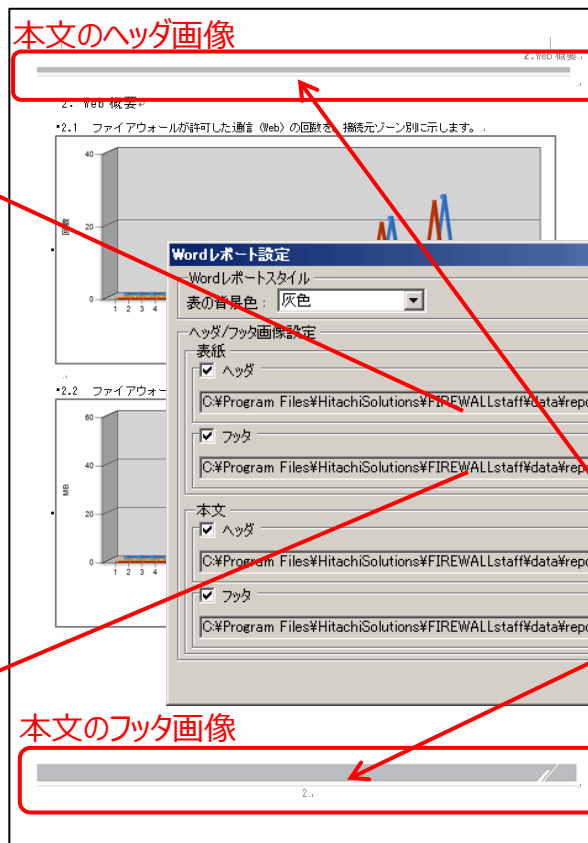 本文のヘッダ画像
2.Web 概要
2. Web 概要
2.1 ファイアウォールが許可した通信 (Web) の回数を、接続元ゾーン別に示します。
40
20
0
回数
1 2 3 4
Wordレポート設定
Wordレポートスタイル
表の背景色： 灰色
ヘッダ/フッタ画像設定
表紙
ヘッダ
C:¥Program Files¥HitachiSolutions¥FIREWALLstaff¥data¥repo
フッタ
C:¥Program Files¥HitachiSolutions¥FIREWALLstaff¥data¥repo
本文
ヘッダ
C:¥Program Files¥HitachiSolutions¥FIREWALLstaff¥data¥repo
フッタ
C:¥Program Files¥HitachiSolutions¥FIREWALLstaff¥data¥repo
2.2 ファイアウォー
60
40
20
0
MB
1 2 3 4
本文のフッタ画像
2